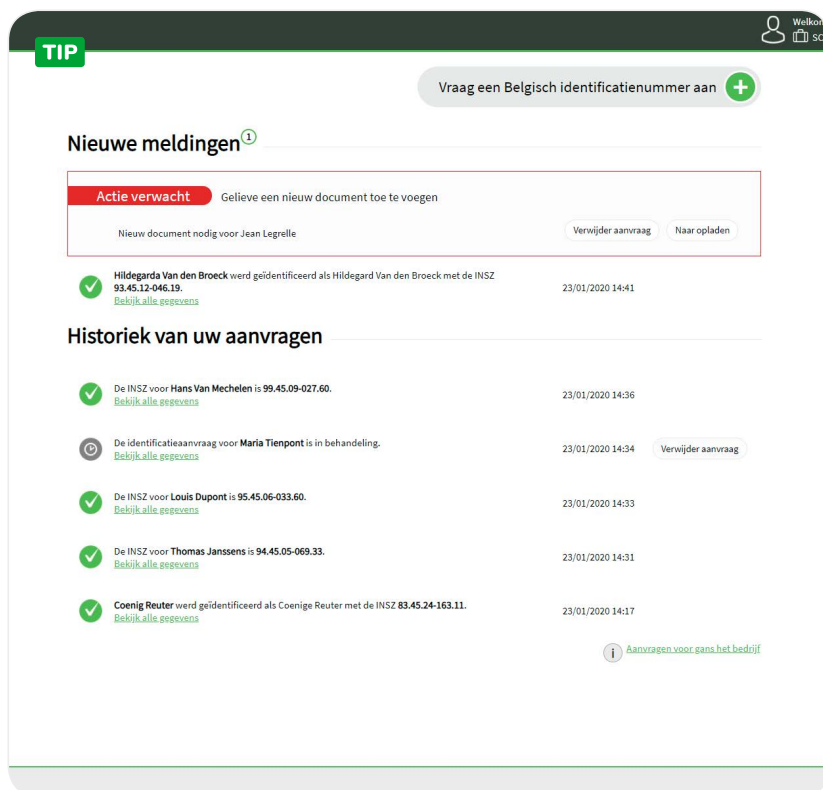 Welkom
TIP
Vraag een Belgisch identificatienummer aan
Nieuwe meldingen 1
Actie verwacht Gelieve een nieuw document toe te voegen
Nieuw document nodig voor Jean Legrelle Verwijder aanvraag Naar opladen
Hildegarda Van den Broeck werd geïdentificeerd als Hildegard Van den Broeck met de INSZ
93.45.12-046.19. 23/01/2020 14:41
Bekijk alle gegevens
Historiek van uw aanvragen
De INSZ voor Hans Van Mechelen is 99.45.09-027.60. 23/01/2020 14:36
Bekijk alle gegevens
De identificatieaanvraag voor Maria Tienpont is in behandeling. 23/01/2020 14:34 Verwijder aanvraag
Bekijk alle gegevens
De INSZ voor Louis Dupont is 95.45.06-033.60. 23/01/2020 14:33
Bekijk alle gegevens
De INSZ voor Thomas Janssens is 94.45.05-069.33. 23/01/2020 14:31
Bekijk alle gegevens
Coenig Reuter werd geïdentificeerd als Coenige Reuter met de INSZ 83.45.24-163.11. 23/01/2020 14:17
Bekijk alle gegevens
i Aanvragen voor gans het bedrijf